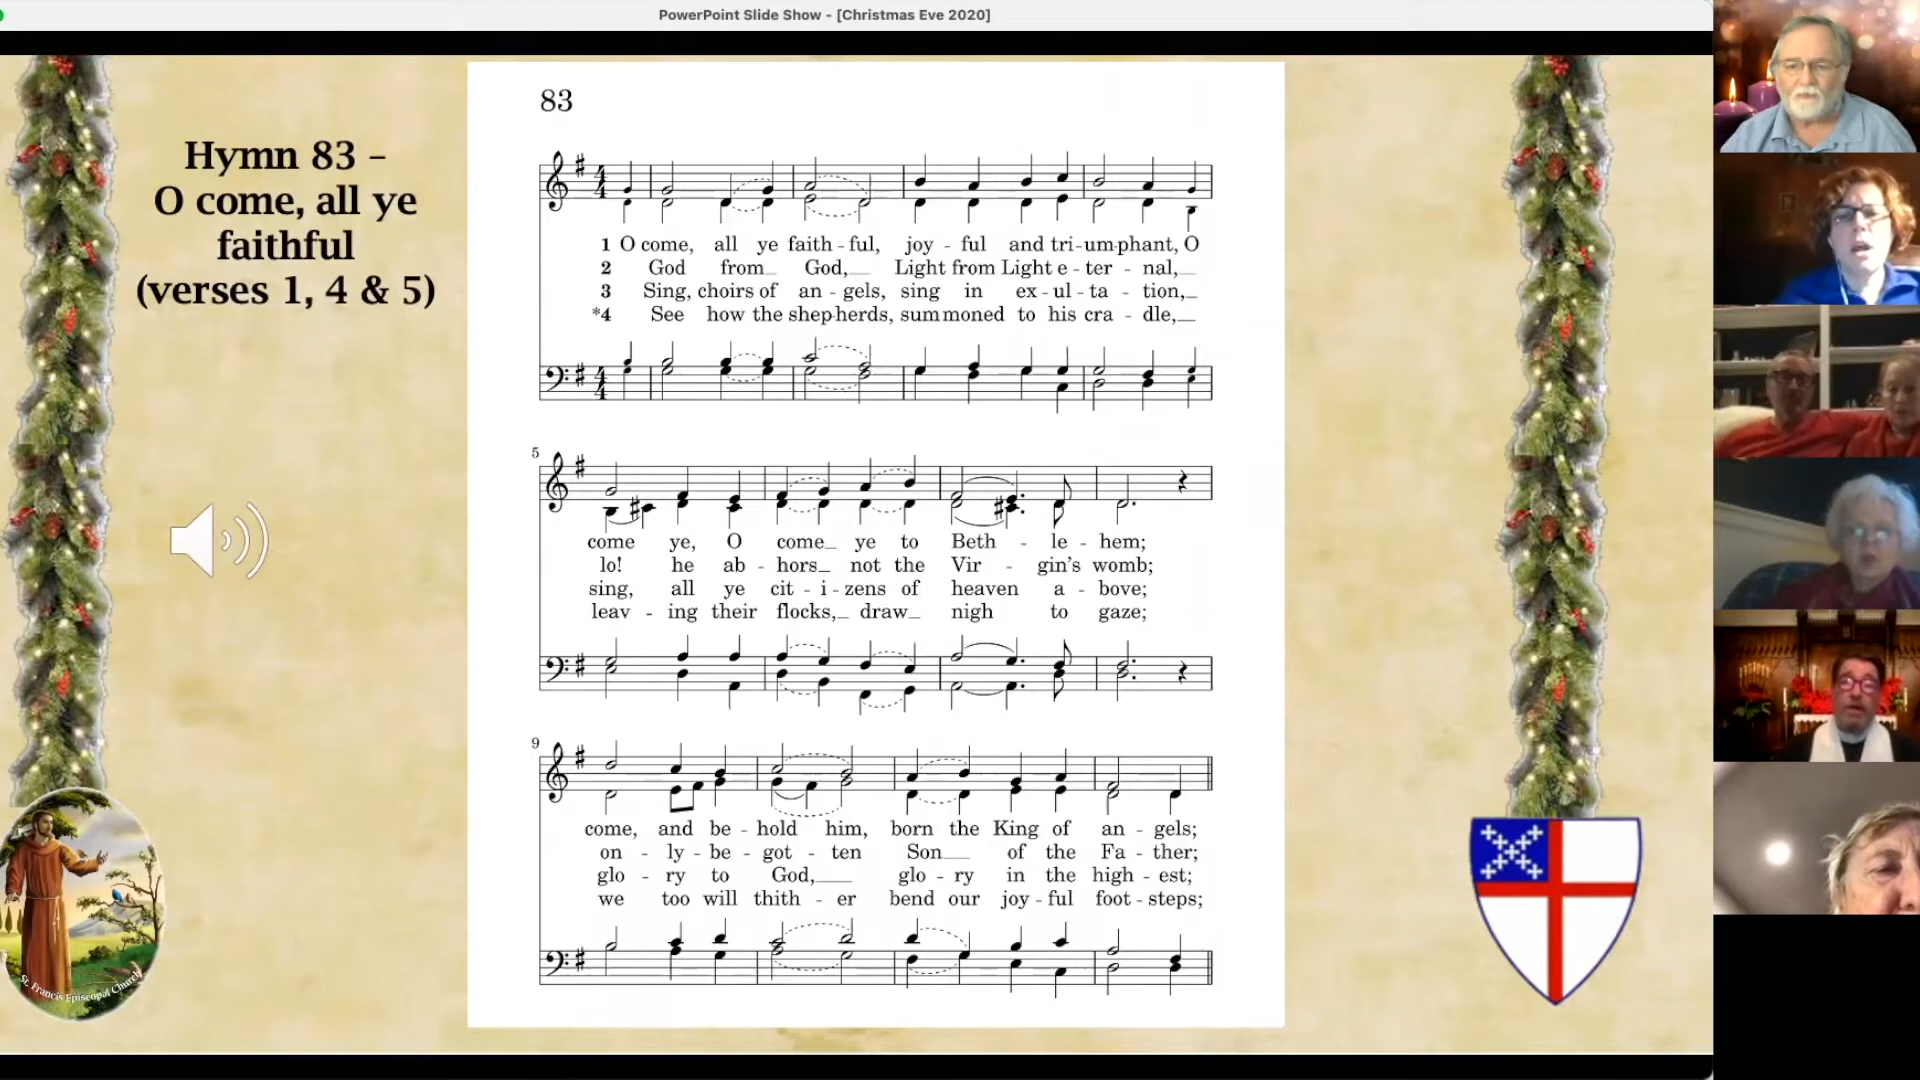 PowerPoint Slide Show - [Christmas Eve 2020]
Hymn 83 –
O come, all ye
faithful
(verses 1, 4 & 5)
83
1 O come, all ye faith - ful, joy - ful and tri - um - phant, O
2 God from God, Light from Light e - ter - nal,
3 Sing, choirs of an - gels, sing in ex - ul - ta - tion,
*4 See how the shep - herds, summoned to his cra - dle,
5
come ye, O come ye to Beth - le - hem;
lo! he ab - hors not the Vir - gin's womb;
sing, all ye cit - i - zens of heaven a - bove;
leav - ing their flocks, draw nigh to gaze;
9
come, and be - hold him, born the King of an - gels;
on - ly - be - got - ten Son of the Fa - ther;
glo - ry to God, glo - ry in the high - est;
we too will thith - er bend our joy - ful foot - steps;
St. Francis Episcopal Church